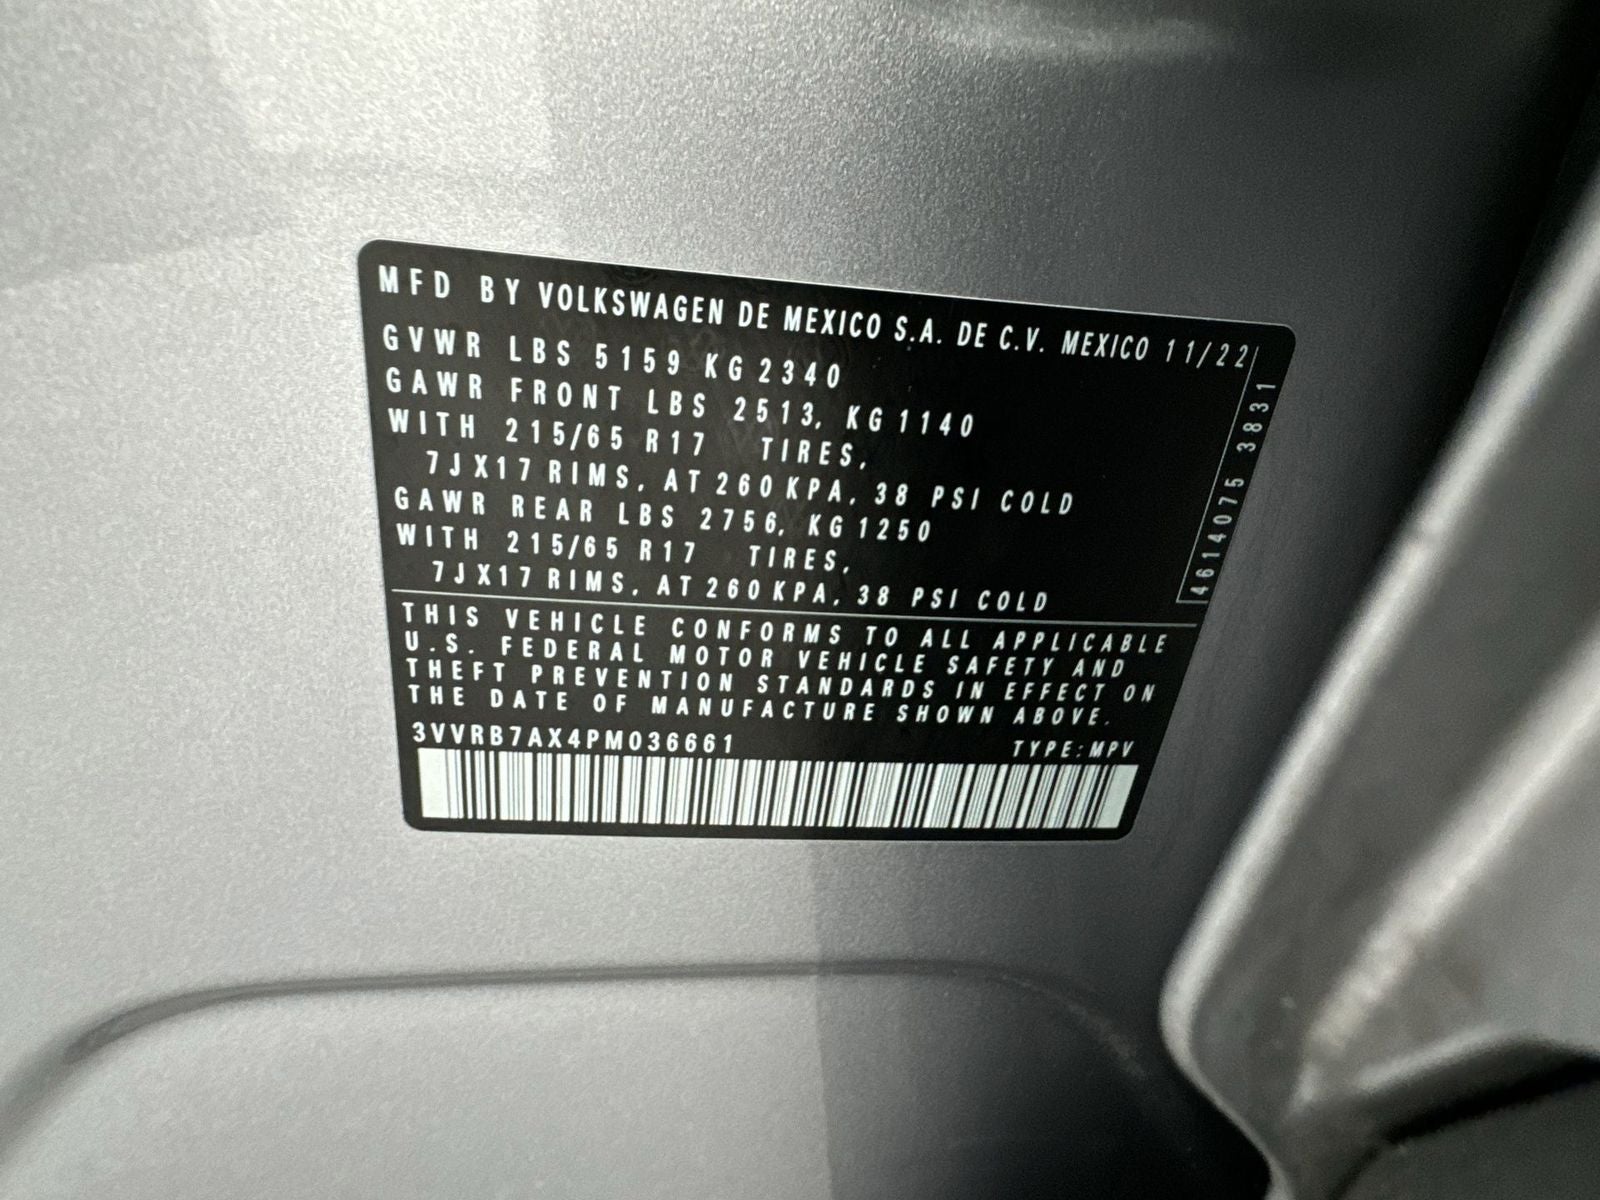 MFD BY VOLKSWAGEN DE MEXICO S.A. DE C.V. MEXICO 11/22
GVWR LBS 5159 KG 2340
GAWR FRONT LBS 2513, KG 1140
WITH 215/65 R17 TIRES,
7JX17 RIMS, AT 260 KPA, 38 PSI COLD
GAWR REAR LBS 2756, KG 1250
WITH 215/65 R17 TIRES,
7JX17 RIMS, AT 260 KPA, 38 PSI COLD
4614075 3831
THIS VEHICLE CONFORMS TO ALL APPLICABLE
U.S. FEDERAL MOTOR VEHICLE SAFETY AND
THEFT PREVENTION STANDARDS IN EFFECT ON
THE DATE OF MANUFACTURE SHOWN ABOVE.
3VVRB7AX4PM036661 TYPE: MPV